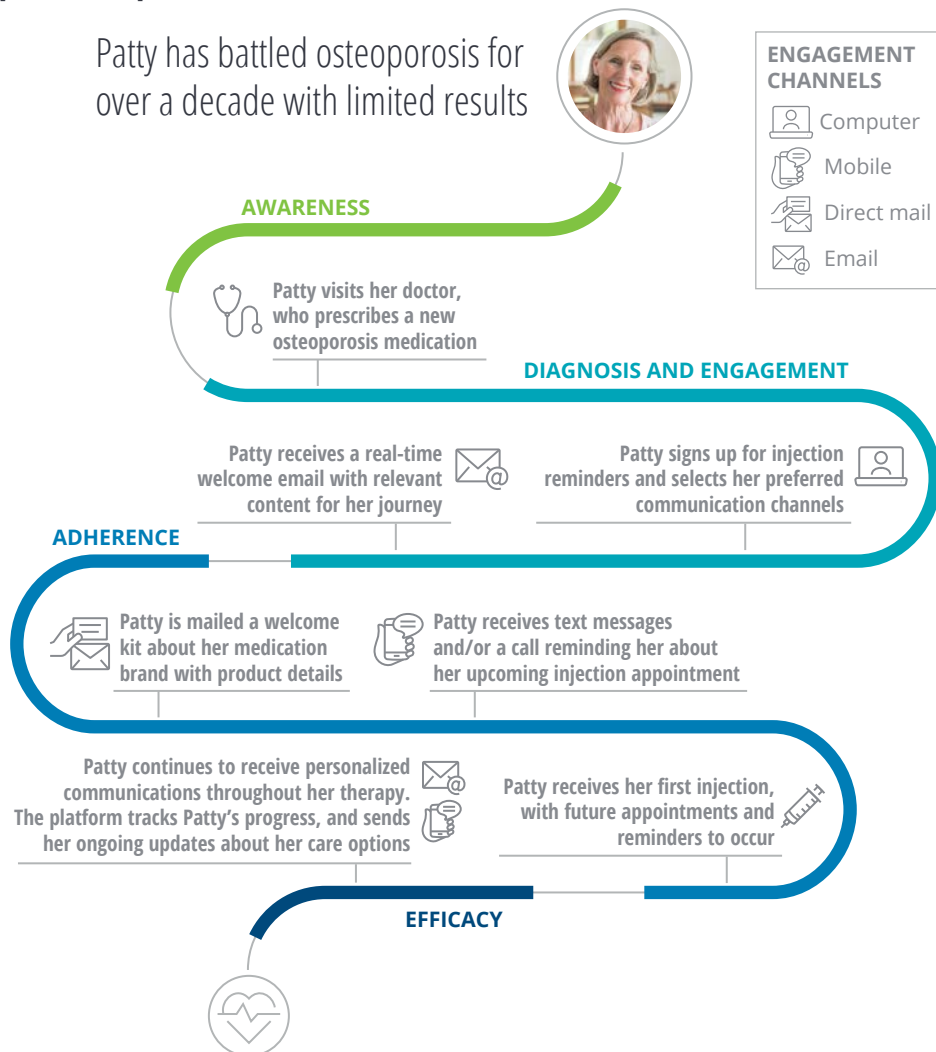 Patty has battled osteoporosis for
over a decade with limited results
ENGAGEMENT
CHANNELS
Computer
Mobile
Direct mail
Email
AWARENESS
Patty visits her doctor,
who prescribes a new
osteoporosis medication
DIAGNOSIS AND ENGAGEMENT
Patty signs up for injection
reminders and selects her preferred
communication channels
Patty receives a real-time
welcome email with relevant
content for her journey
ADHERENCE
Patty is mailed a welcome
kit about her medication
brand with product details
Patty receives text messages
and/or a call reminding her about
her upcoming injection appointment
Patty receives her first injection,
with future appointments and
reminders to occur
Patty continues to receive personalized
communications throughout her therapy.
The platform tracks Patty’s progress, and sends
her ongoing updates about her care options
EFFICACY